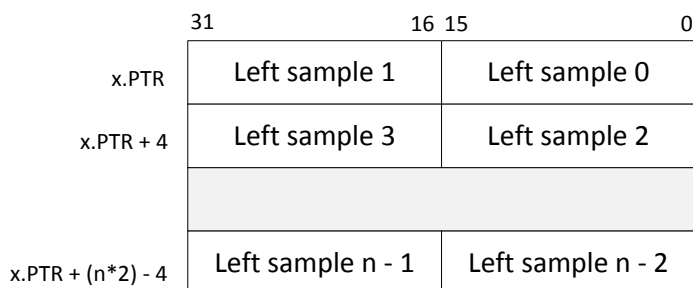 31 16 15 0
x.PTR Left sample 1 Left sample 0
x.PTR + 4 Left sample 3 Left sample 2
x.PTR + (n*2) - 4 Left sample n - 1 Left sample n - 2